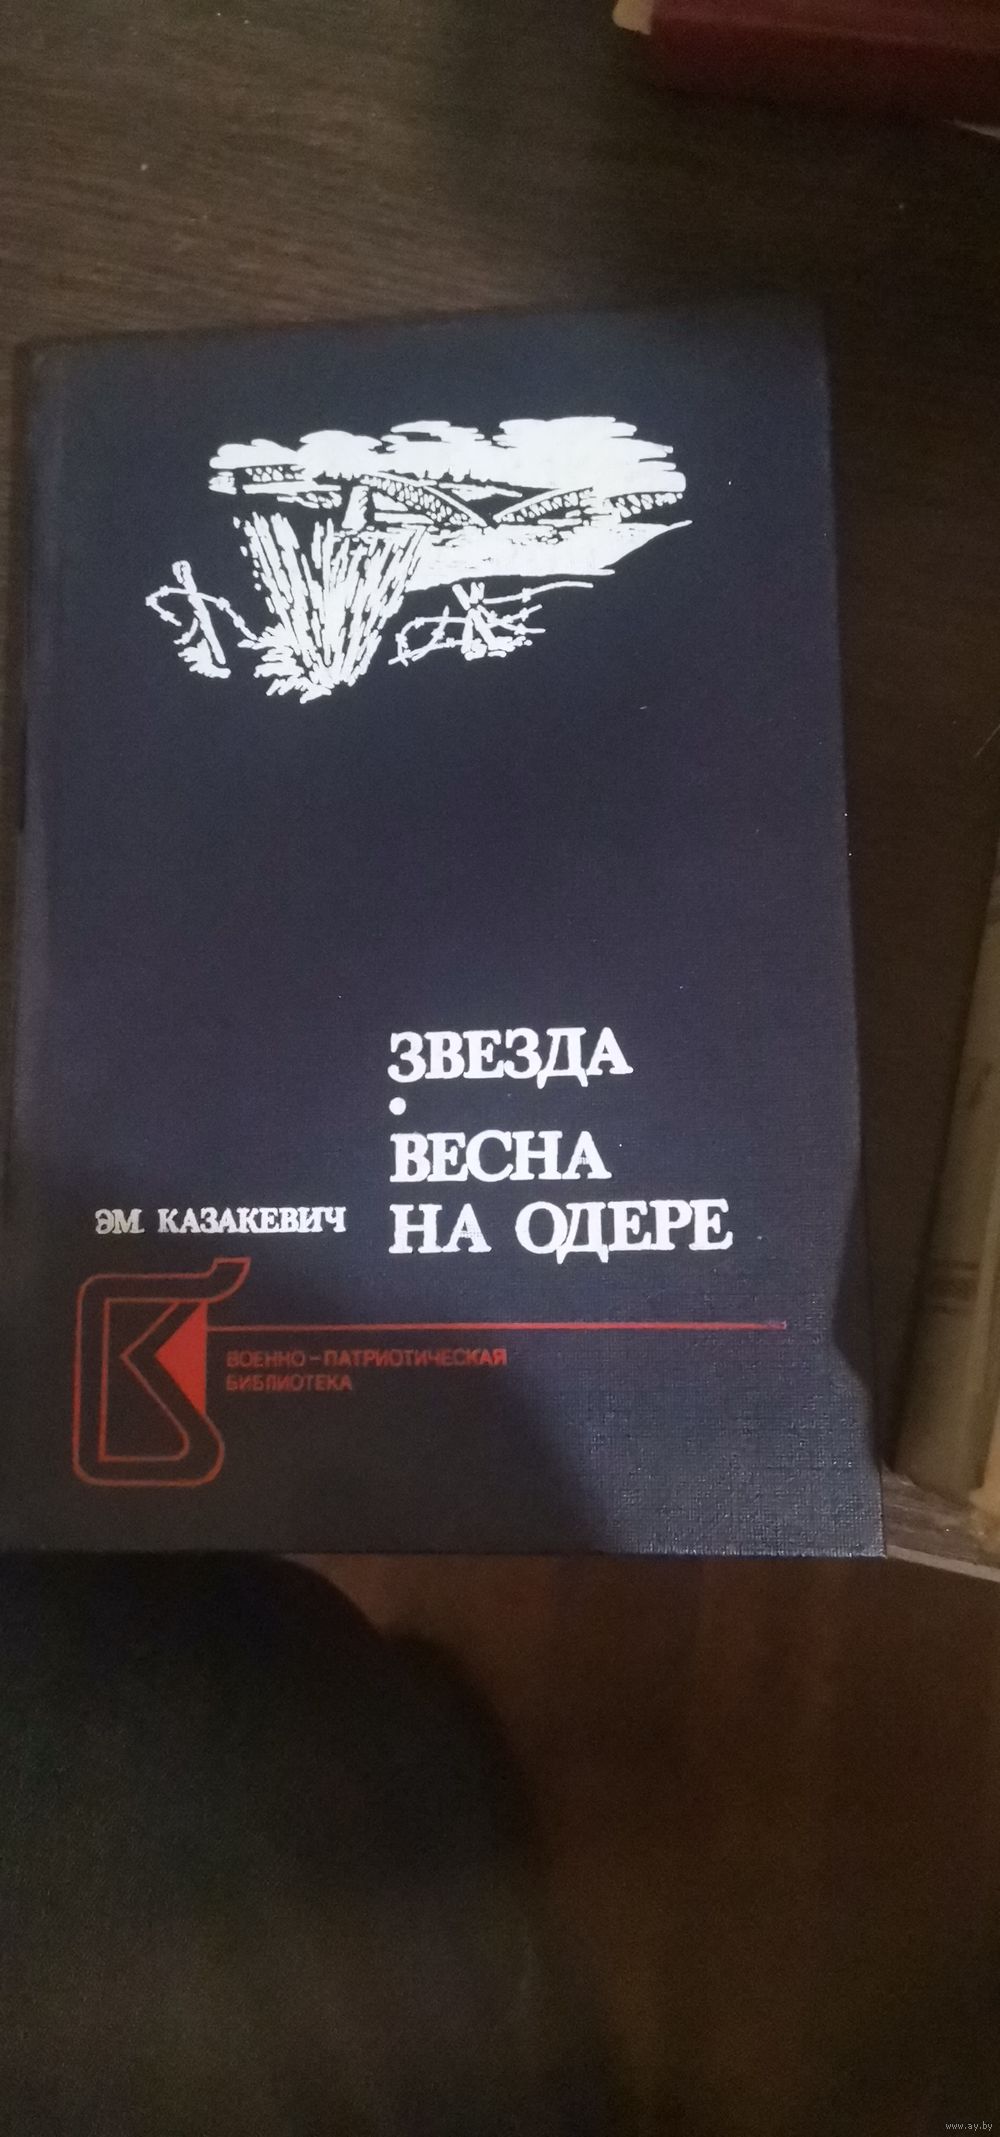 ЗВЕЗДА
•
ВЕСНА
НА ОДЕРЕ
ЭМ. КАЗАКЕВИЧ
ВОЕННО-ПАТРИОТИЧЕСКАЯ
БИБЛИОТЕКА
www.ay.by